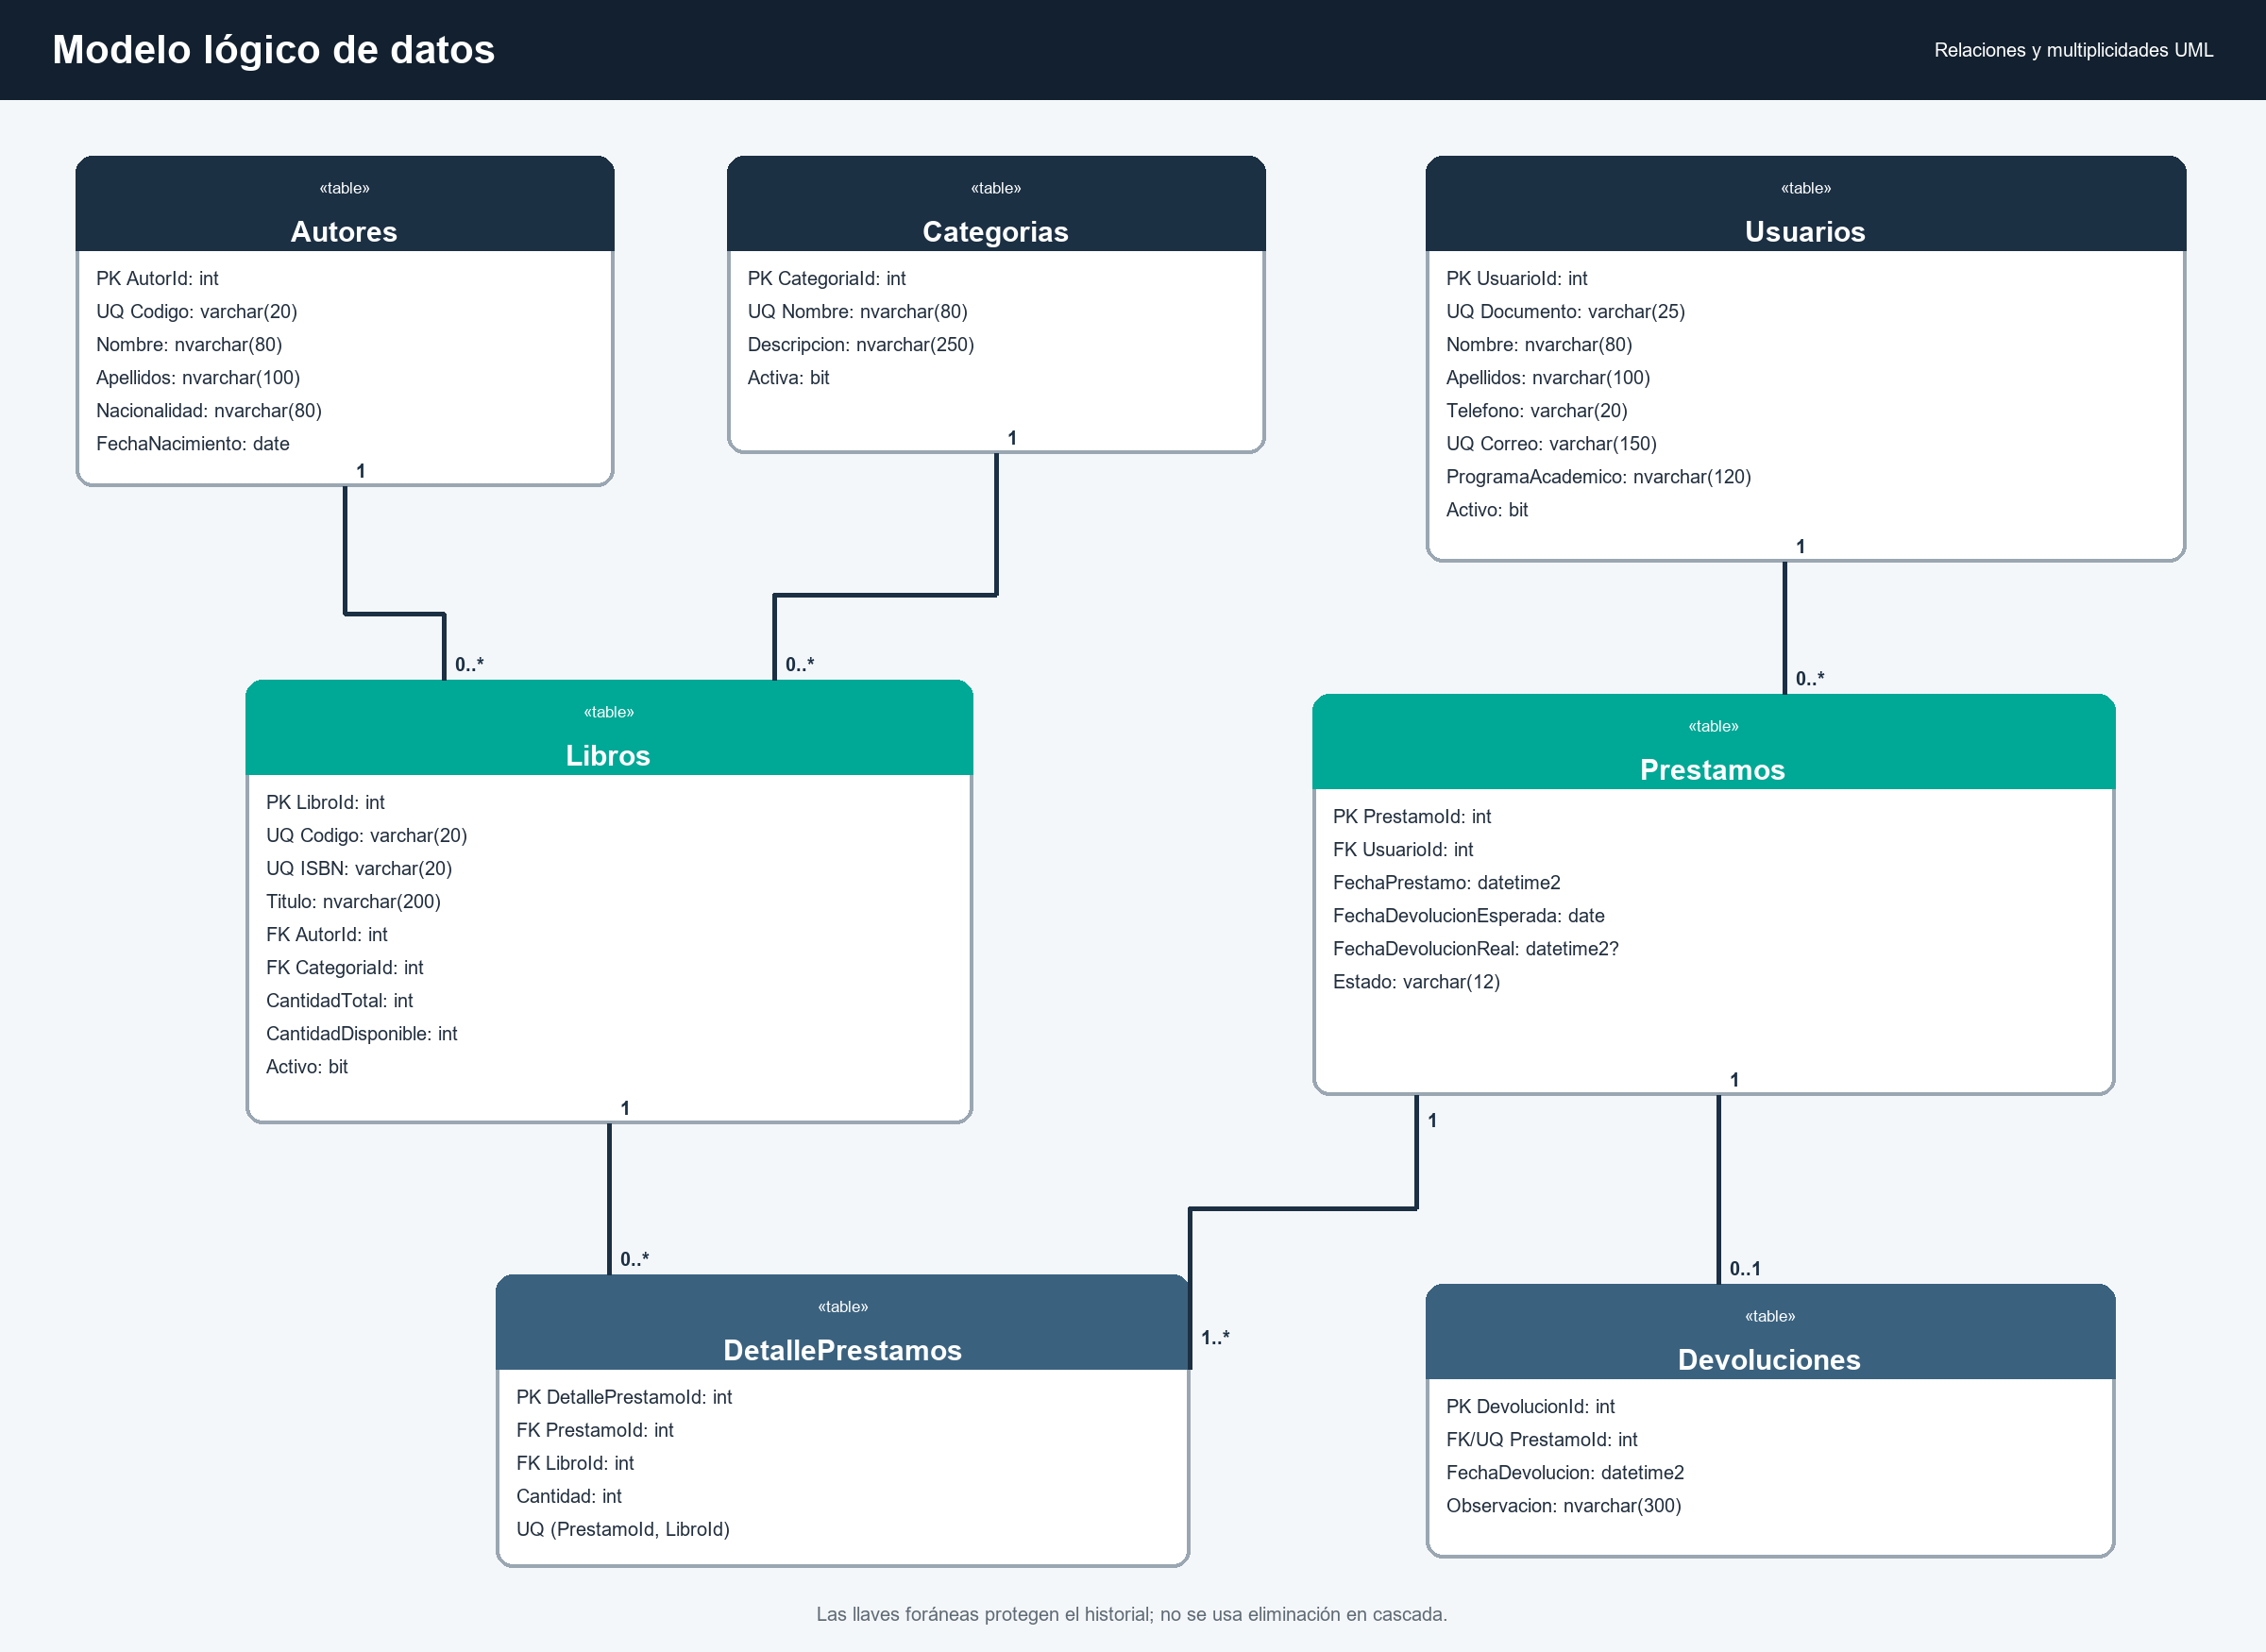 Modelo lógico de datos
Relaciones y multiplicidades UML
«table»
Autores
PK AutorId: int
UQ Codigo: varchar(20)
Nombre: nvarchar(80)
Apellidos: nvarchar(100)
Nacionalidad: nvarchar(80)
FechaNacimiento: date
1
«table»
Categorias
PK CategoriaId: int
UQ Nombre: nvarchar(80)
Descripcion: nvarchar(250)
Activa: bit
1
«table»
Usuarios
PK UsuarioId: int
UQ Documento: varchar(25)
Nombre: nvarchar(80)
Apellidos: nvarchar(100)
Telefono: varchar(20)
UQ Correo: varchar(150)
ProgramaAcademico: nvarchar(120)
Activo: bit
1
0..*
0..*
0..*
«table»
Libros
PK LibroId: int
UQ Codigo: varchar(20)
UQ ISBN: varchar(20)
Titulo: nvarchar(200)
FK AutorId: int
FK CategoriaId: int
CantidadTotal: int
CantidadDisponible: int
Activo: bit
1
«table»
Prestamos
PK PrestamoId: int
FK UsuarioId: int
FechaPrestamo: datetime2
FechaDevolucionEsperada: date
FechaDevolucionReal: datetime2?
Estado: varchar(12)
1
1
0..*
1..*
0..1
«table»
DetallePrestamos
PK DetallePrestamoId: int
FK PrestamoId: int
FK LibroId: int
Cantidad: int
UQ (PrestamoId, LibroId)
«table»
Devoluciones
PK DevolucionId: int
FK/UQ PrestamoId: int
FechaDevolucion: datetime2
Observacion: nvarchar(300)
Las llaves foráneas protegen el historial; no se usa eliminación en cascada.